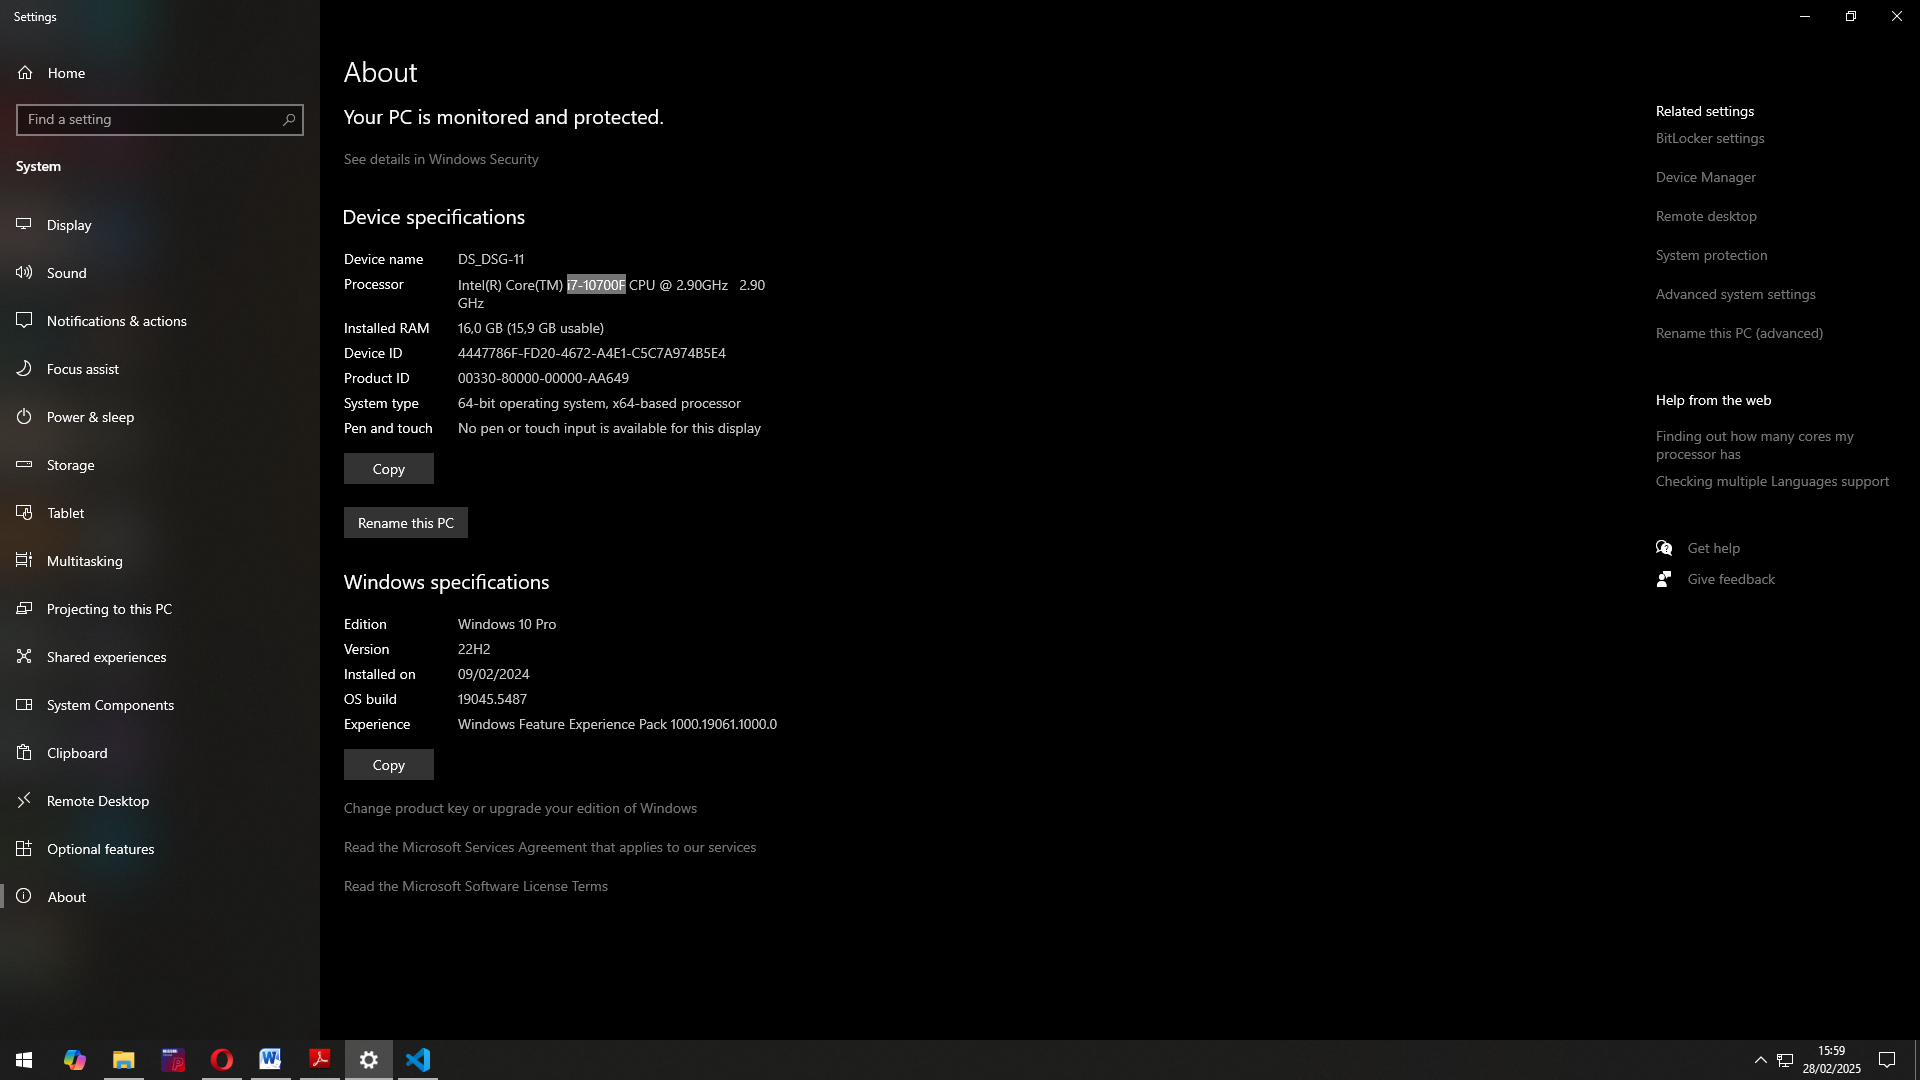 Settings
Home
Find a setting
System
Display
Sound
Notifications & actions
Focus assist
Power & sleep
Storage
Tablet
Multitasking
Projecting to this PC
Shared experiences
System Components
Clipboard
Remote Desktop
Optional features
About
About
Your PC is monitored and protected.
See details in Windows Security
Device specifications
Device name DS_DSG-11
Processor Intel(R) Core(TM) i7-10700F CPU @ 2.90GHz 2.90
GHz
Installed RAM 16,0 GB (15,9 GB usable)
Device ID 4447786F-FD20-4672-A4E1-C5C7A974B5E4
Product ID 00330-80000-00000-AA649
System type 64-bit operating system, x64-based processor
Pen and touch No pen or touch input is available for this display
Copy
Rename this PC
Windows specifications
Edition Windows 10 Pro
Version 22H2
Installed on 09/02/2024
OS build 19045.5487
Experience Windows Feature Experience Pack 1000.19061.1000.0
Copy
Change product key or upgrade your edition of Windows
Read the Microsoft Services Agreement that applies to our services
Read the Microsoft Software License Terms
Related settings
BitLocker settings
Device Manager
Remote desktop
System protection
Advanced system settings
Rename this PC (advanced)
Help from the web
Finding out how many cores my
processor has
Checking multiple Languages support
Get help
Give feedback
15:59
28/02/2025